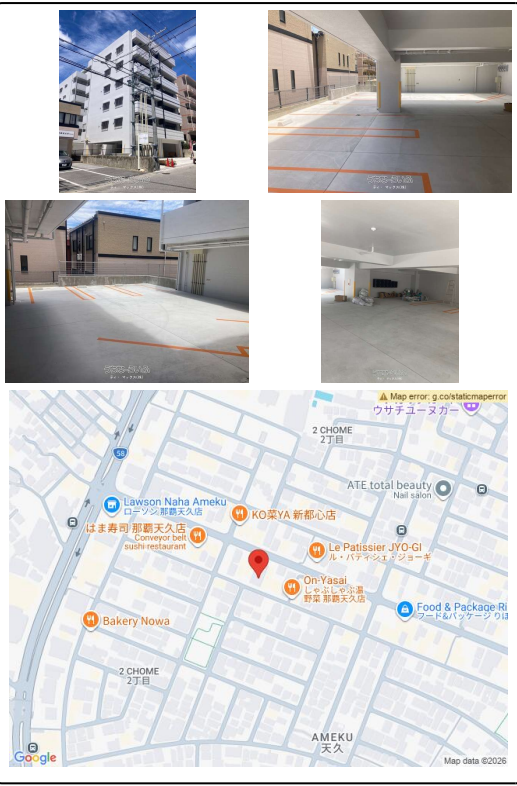 Map error: g.co/staticmaperror
ウサチユーヌカー
2 CHOME
2丁目
58
ATE total beauty
Nail salon
Lawson Naha Ameku
ローソン 那覇天久店
KO菜YA 新都心店
はま寿司 那覇天久店
Conveyor belt
sushi restaurant
Le Patissier JYO-GI
ル・パティシェ・ジョーギ
On-Yasai
しゃぶしゃぶ温
野菜 那覇天久店
Food & Package Ri
フード&パッケージ りほ
Bakery Nowa
2 CHOME
2丁目
AMEKU
天久
Google
Map data ©2026